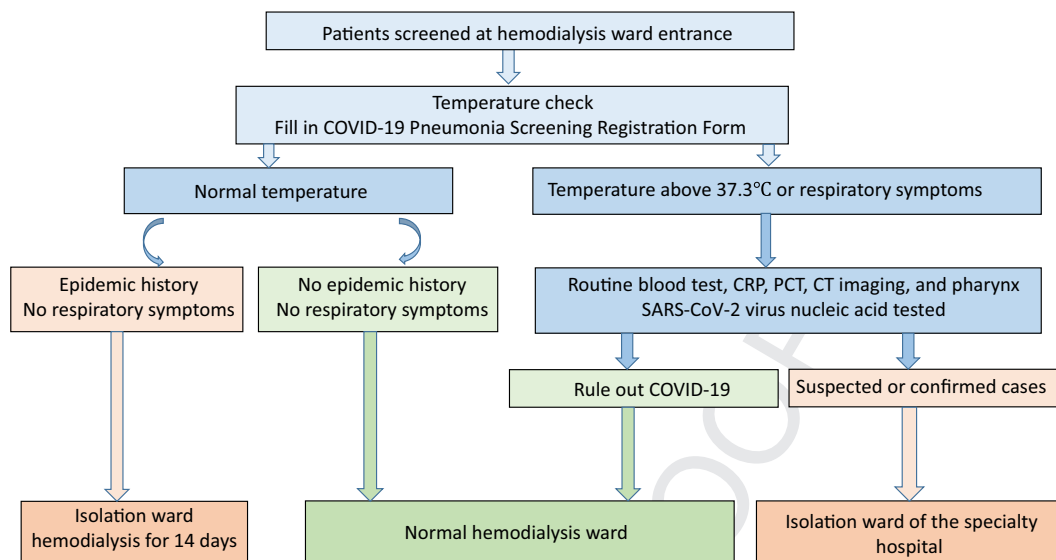 Patients screened at hemodialysis ward entrance
Temperature check
Fill in COVID-19 Pneumonia Screening Registration Form
Normal temperature
Temperature above 37.3℃ or respiratory symptoms
Epidemic history
No respiratory symptoms
No epidemic history
No respiratory symptoms
Routine blood test, CRP, PCT, CT imaging, and pharynx
SARS-CoV-2 virus nucleic acid tested
Rule out COVID-19
Suspected or confirmed cases
Isolation ward
hemodialysis for 14 days
Normal hemodialysis ward
Isolation ward of the specialty
hospital